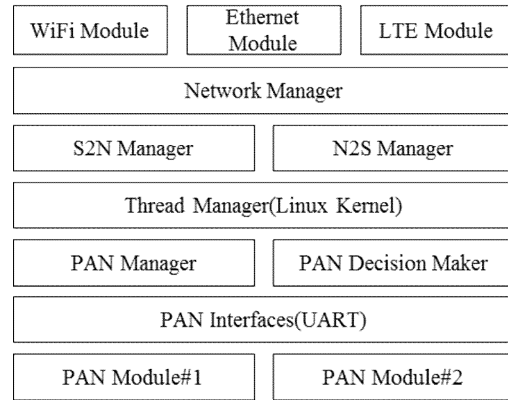 WiFi Module
Ethernet
Module
LTE Module
Network Manager
S2N Manager
N2S Manager
Thread Manager(Linux Kernel)
PAN Manager
PAN Decision Maker
PAN Interfaces(UART)
PAN Module#1
PAN Module#2